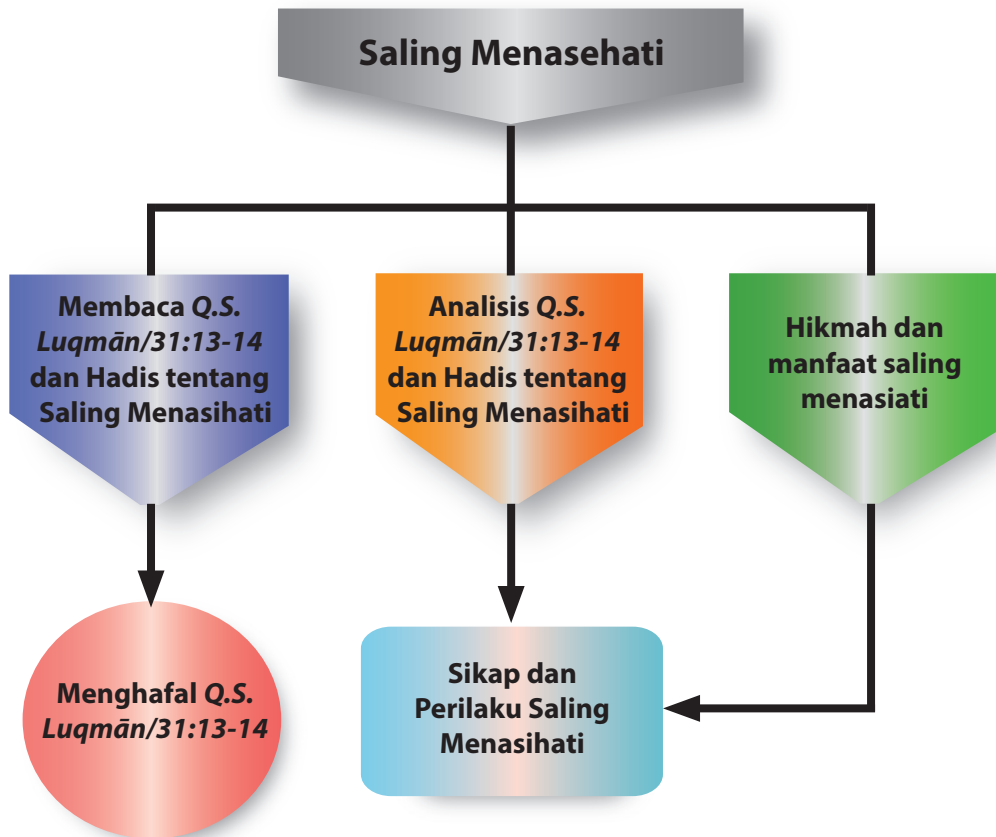 Saling Menasehati
Membaca Q.S.
Luqmān/31:13-14
dan Hadis tentang
Saling Menasihati
Analisis Q.S.
Luqmān/31:13-14
dan Hadis tentang
Saling Menasihati
Hikmah dan
manfaat saling
menasiati
Menghafal Q.S.
Luqmān/31:13-14
Sikap dan
Perilaku Saling
Menasihati